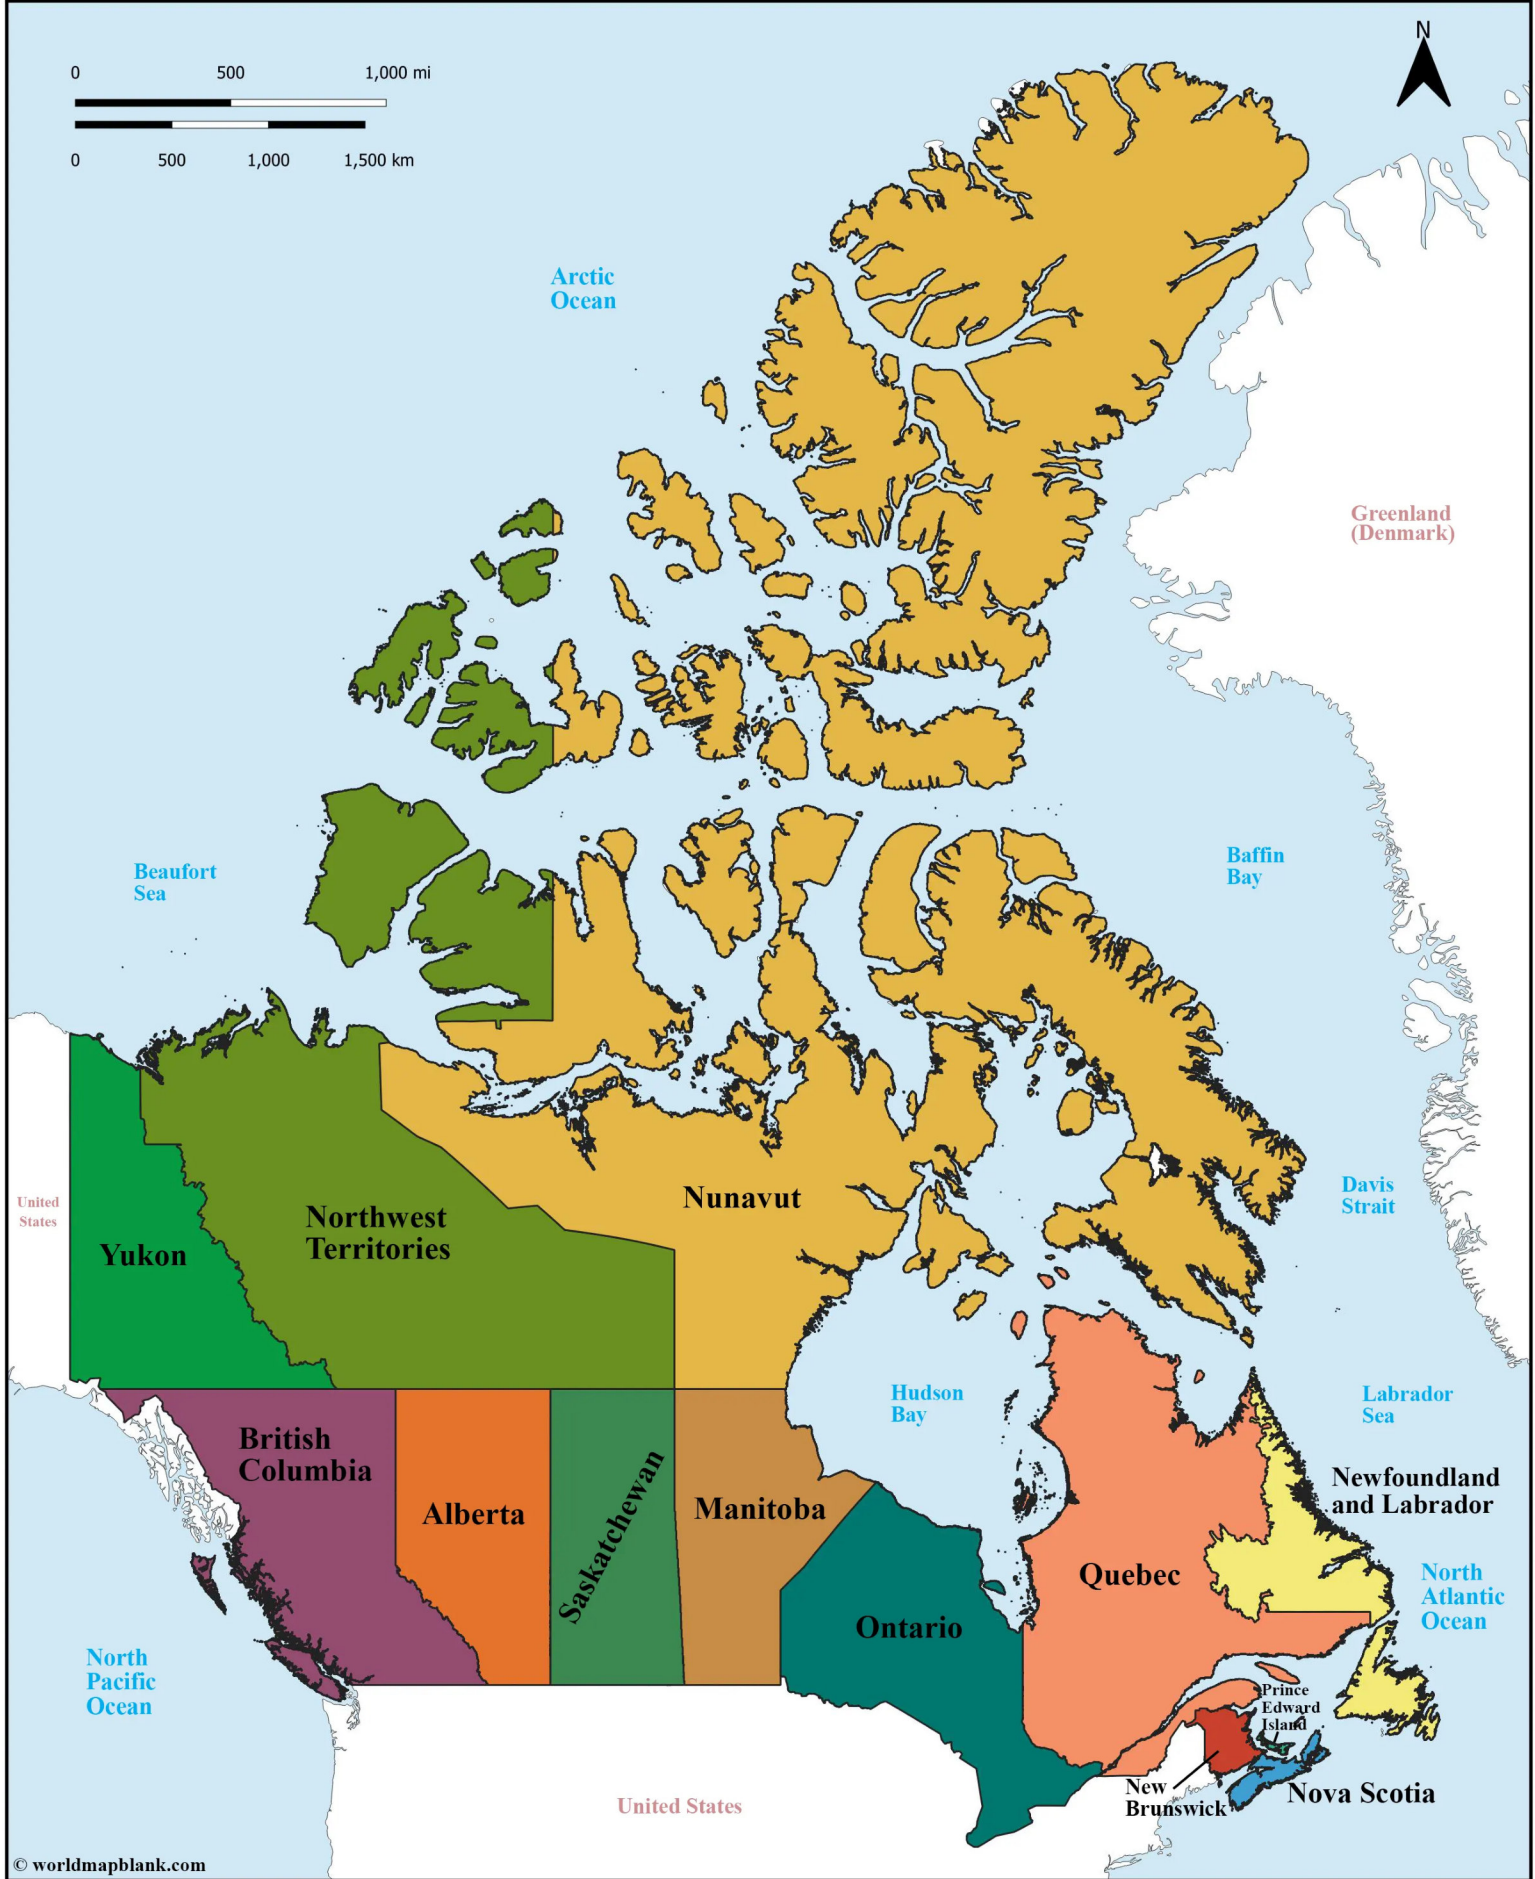 N
0 500 1,000 mi
0 500 1,000 1,500 km
Arctic
Ocean
Greenland
(Denmark)
Beaufort
Sea
Baffin
Bay
United
States
Yukon
Northwest
Territories
Nunavut
Davis
Strait
Hudson
Bay
Labrador
Sea
British
Columbia
Alberta
Saskatchewan
Manitoba
Ontario
Quebec
Newfoundland
and Labrador
North
Atlantic
Ocean
North
Pacific
Ocean
Prince
Edward
Island
New
Brunswick
Nova Scotia
United States
© worldmapblank.com